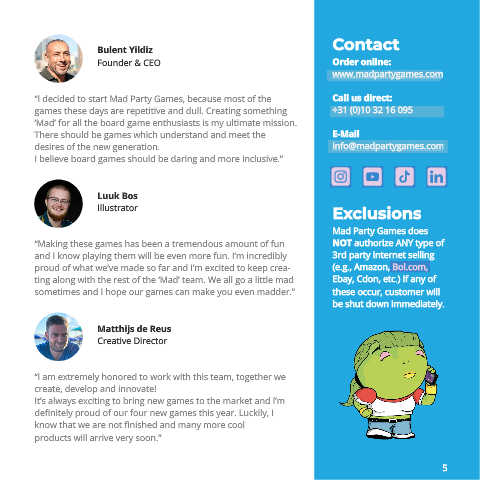 Bulent Yildiz
Founder & CEO
"I decided to start Mad Party Games, because most of the
games these days are repetitive and dull. Creating something
'Mad' for all the board game enthusiasts is my ultimate mission.
There should be games which understand and meet the
desires of the new generation.
I believe board games should be daring and more inclusive."
Luuk Bos
Illustrator
"Making these games has been a tremendous amount of fun
and I know playing them will be even more fun. I'm incredibly
proud of what we've made so far and I'm excited to keep crea-
ting along with the rest of the 'Mad' team. We all go a little mad
sometimes and I hope our games can make you even madder."
Matthijs de Reus
Creative Director
"I am extremely honored to work with this team, together we
create, develop and innovate!
It's always exciting to bring new games to the market and I'm
definitely proud of our four new games this year. Luckily, I
know that we are not finished and many more cool
products will arrive very soon."
Contact
Order online:
www.madpartygames.com
Call us direct:
+31 (0)10 32 16 095
E-Mail
info@madpartygames.com
Exclusions
Mad Party Games does
NOT authorize ANY type of
3rd party internet selling
(e.g., Amazon, Bol.com,
Ebay, Cdon, etc.) If any of
these occur, customer will
be shut down immediately.
5